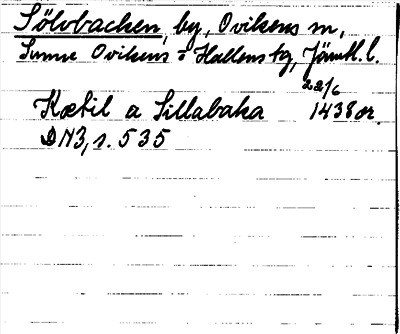 Sölvbacken, by, Ovikens sn,
Sunne Ovikens o Hallens tg, Jämtl. l.
22/6
Kætil a Sillabaka 1438 or.
DN3, s. 535